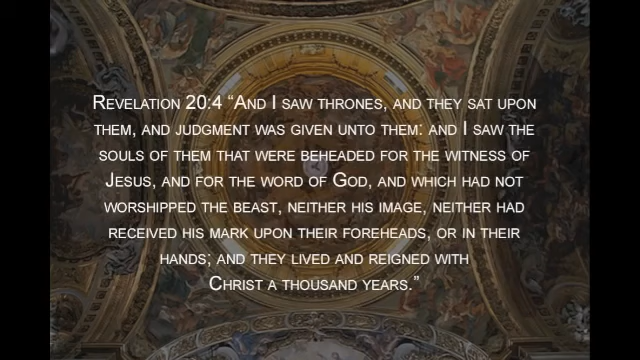 Revelation 20:4 “And I saw thrones, and they sat upon
them, and judgment was given unto them: and I saw the
souls of them that were beheaded for the witness of
Jesus, and for the word of God, and which had not
worshipped the beast, neither his image, neither had
received his mark upon their foreheads, or in their
hands; and they lived and reigned with
Christ a thousand years.”